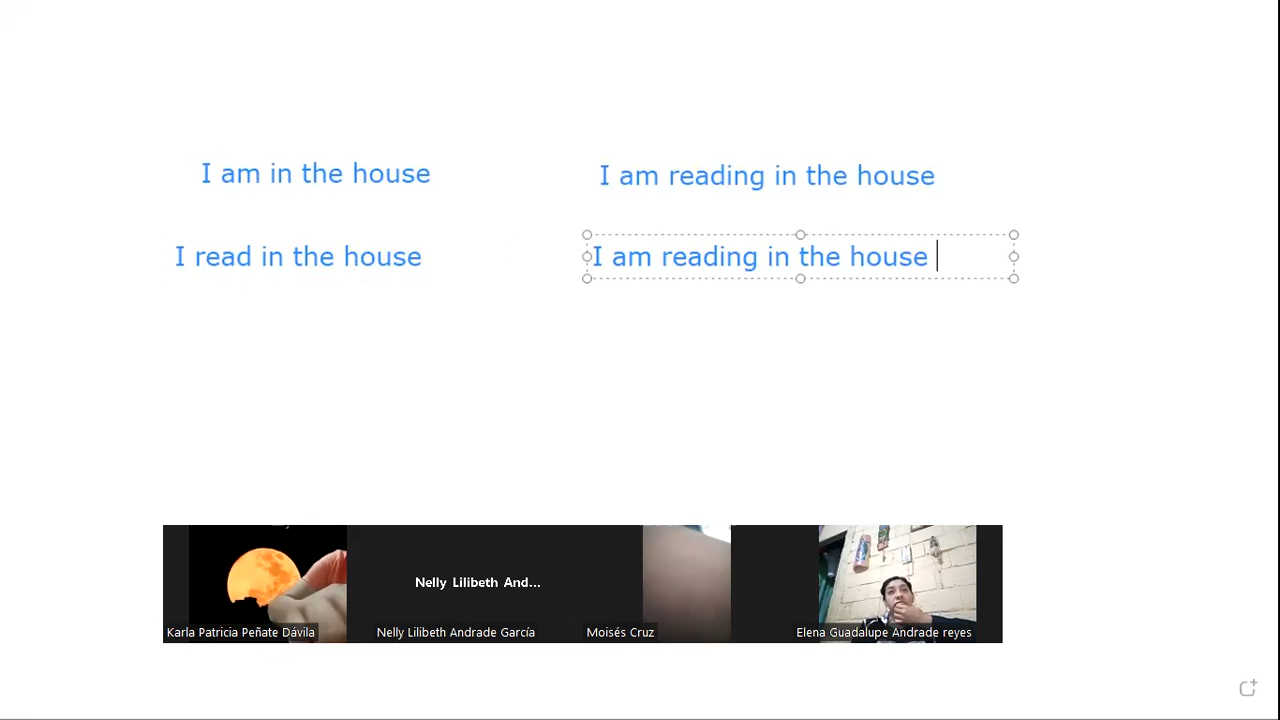 I am in the house
I am reading in the house
I read in the house
I am reading in the house
Nelly Lilibeth And...
Karla Patricia Peñate Dávila
Nelly Lilibeth Andrade García
Moisés Cruz
Elena Guadalupe Andrade reyes